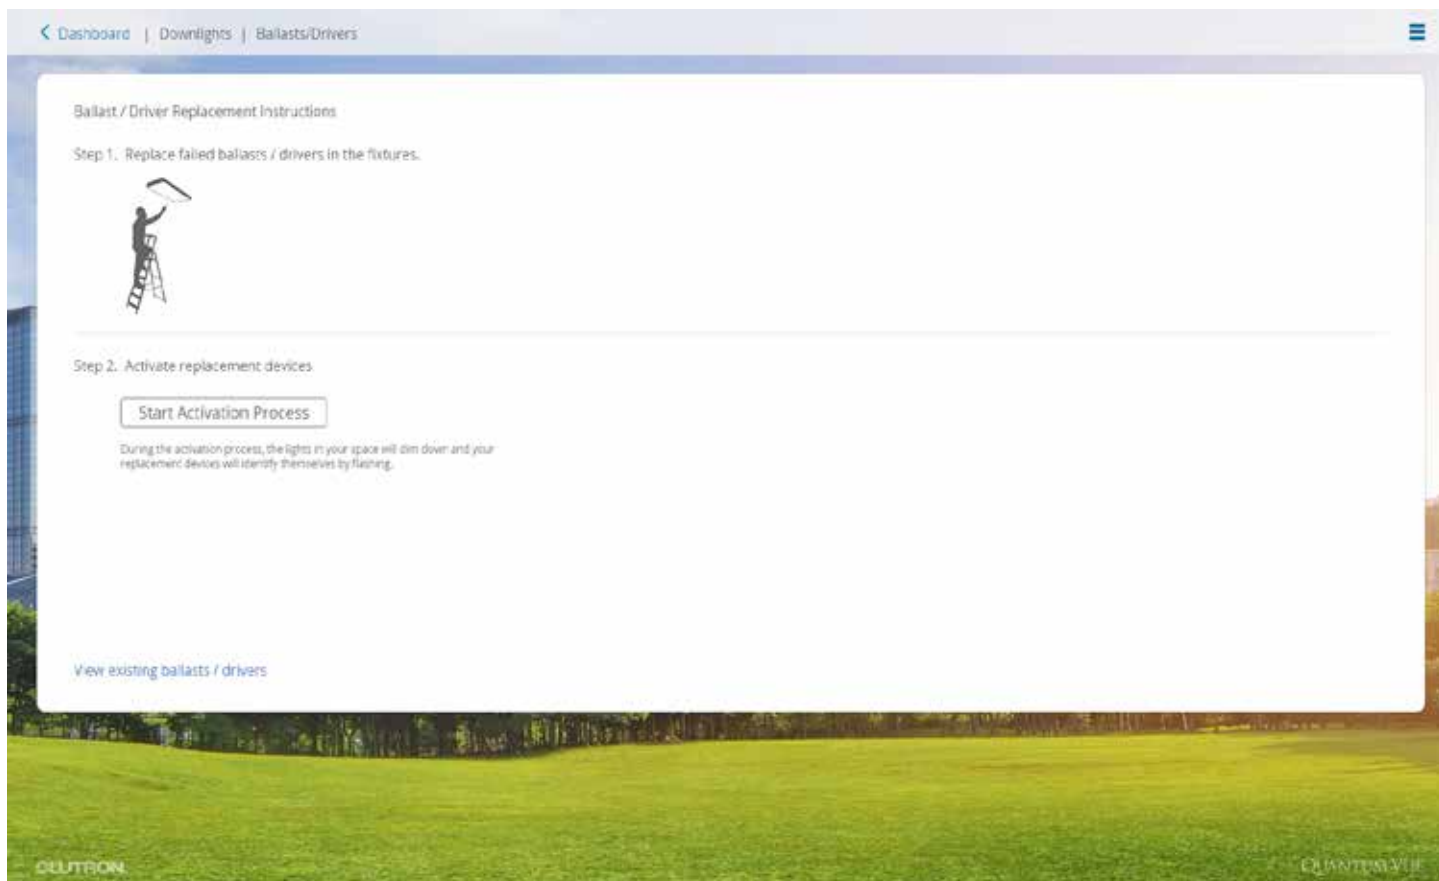 Dashboard | Downlights | Ballasts/Drivers
Ballast / Driver Replacement Instructions
Step 1. Replace failed ballasts / drivers in the fixtures.
Step 2. Activate replacement devices
Start Activation Process
During the activation process, the lights in your space will dim down and your
replacement devices will identify themselves by flashing.
View existing ballasts / drivers
LUTRON
QUANTUM VUE